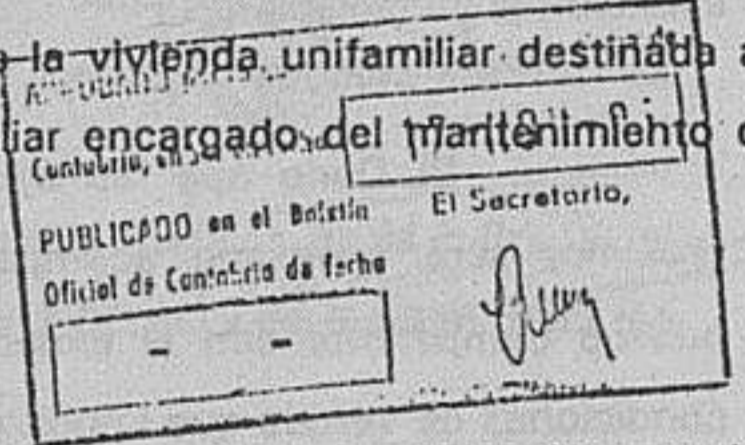 la vivienda unifamiliar destinada a
liar encargado del mantenimiento
Cantabria, en
PUBLICADO en el Boletín
Oficial de Cantabria de fecha
- -
El Secretario,